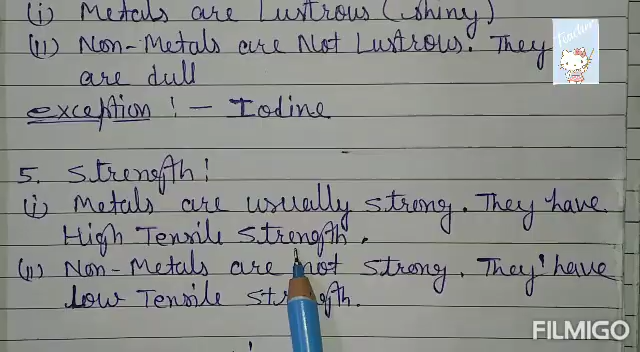 (i) Metals are Lustrous (shiny)
(ii) Non-Metals are Not Lustrous. They
are dull
exception :- Iodine
5. Strength:
(i) Metals are usually strong. They have
High Tensile Strength.
(ii) Non-Metals are not strong. They have
Low Tensile Strength.
FILMIGO